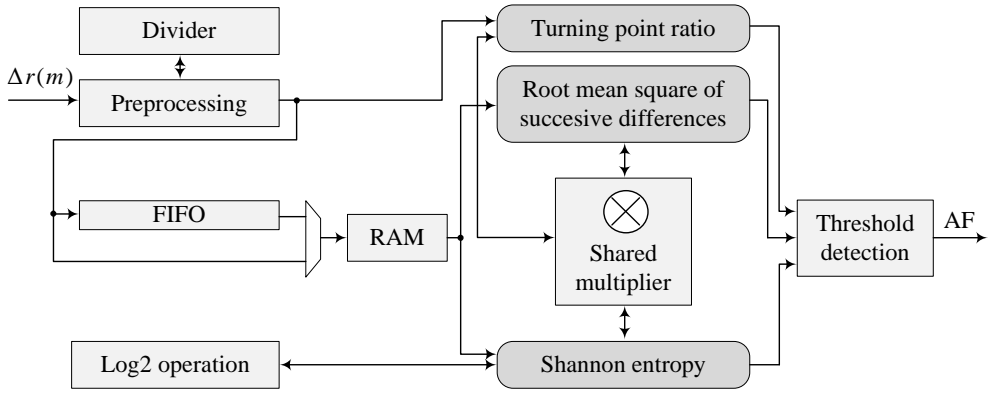 Divider
Δr(m)
Preprocessing
Turning point ratio
Root mean square of
succesive differences
FIFO
RAM
Shared
multiplier
Threshold
detection
AF
Log2 operation
Shannon entropy